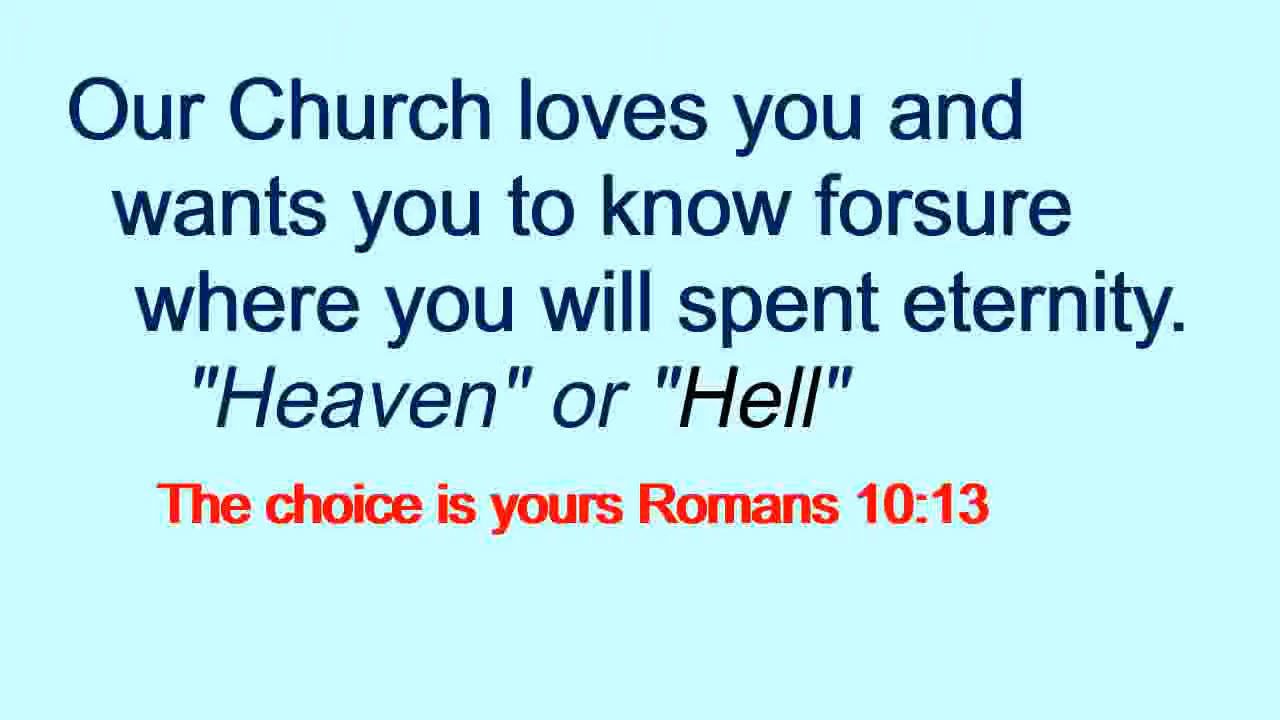 Our Church loves you and
wants you to know forsure
where you will spent eternity.
"Heaven" or "Hell"
The choice is yours Romans 10:13